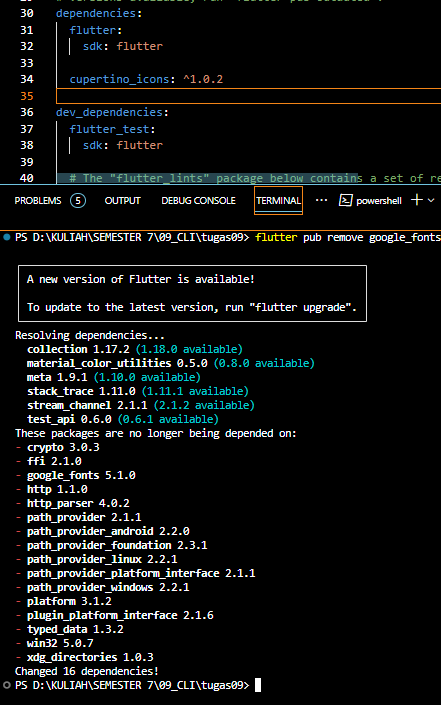 30 dependencies:
31 flutter:
32 sdk: flutter
33
34 cupertino_icons: ^1.0.2
35
36 dev_dependencies:
37 flutter_test:
38 sdk: flutter
39
40 # The "flutter_lints" package below contains a set of re
PROBLEMS 5 OUTPUT DEBUG CONSOLE TERMINAL ... powershell
PS D:\KULIAH\SEMESTER 7\09_CLI\tugas09> flutter pub remove google_fonts
A new version of Flutter is available!
To update to the latest version, run "flutter upgrade".
Resolving dependencies...
collection 1.17.2 (1.18.0 available)
material_color_utilities 0.5.0 (0.8.0 available)
meta 1.9.1 (1.10.0 available)
stack_trace 1.11.0 (1.11.1 available)
stream_channel 2.1.1 (2.1.2 available)
test_api 0.6.0 (0.6.1 available)
These packages are no longer being depended on:
- crypto 3.0.3
- ffi 2.1.0
- google_fonts 5.1.0
- http 1.1.0
- http_parser 4.0.2
- path_provider 2.1.1
- path_provider_android 2.2.0
- path_provider_foundation 2.3.1
- path_provider_linux 2.2.1
- path_provider_platform_interface 2.1.1
- path_provider_windows 2.2.1
- platform 3.1.2
- plugin_platform_interface 2.1.6
- typed_data 1.3.2
- win32 5.0.7
- xdg_directories 1.0.3
Changed 16 dependencies!
PS D:\KULIAH\SEMESTER 7\09_CLI\tugas09>